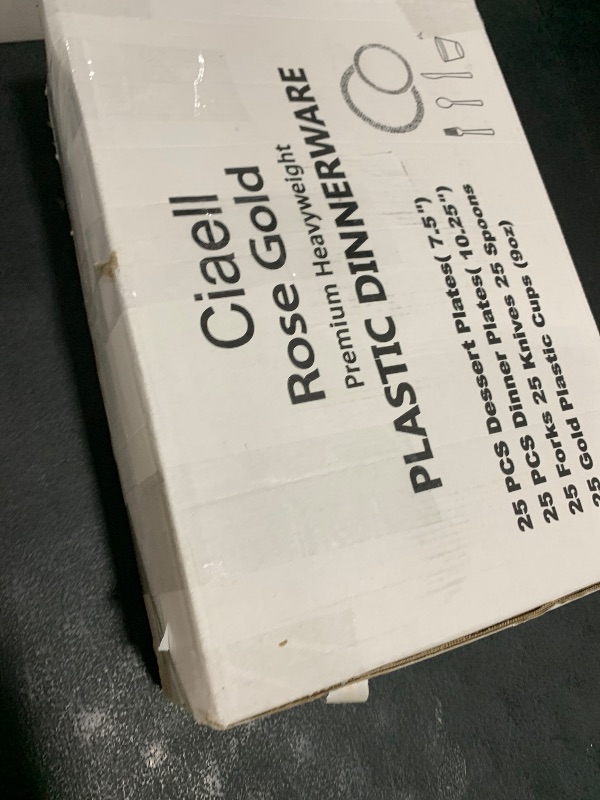 Ciaell
Rose Gold
Premium Heavyweight
PLASTIC DINNERWARE
25 PCS Dessert Plates( 7.5")
25 PCS Dinner Plates( 10.25")
25 Forks 25 Knives 25 Spoons
25 Gold Plastic Cups (9oz)
25